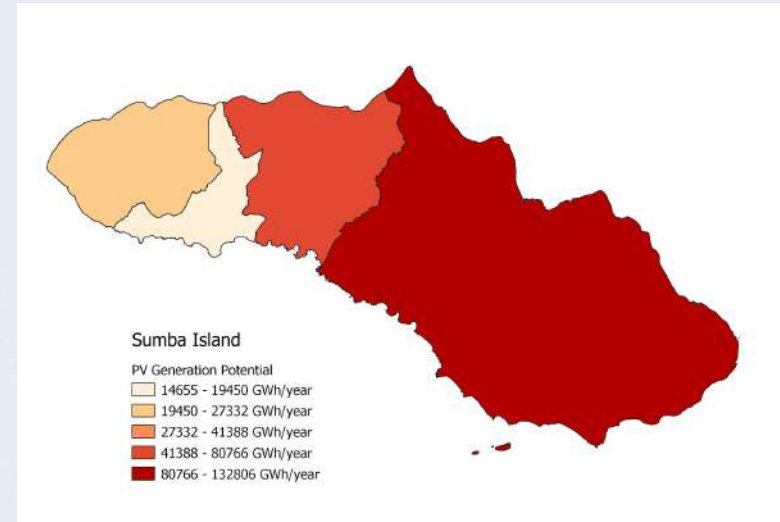 Sumba Island
PV Generation Potential
14655 - 19450 GWh/year
19450 - 27332 GWh/year
27332 - 41388 GWh/year
41388 - 80766 GWh/year
80766 - 132806 GWh/year